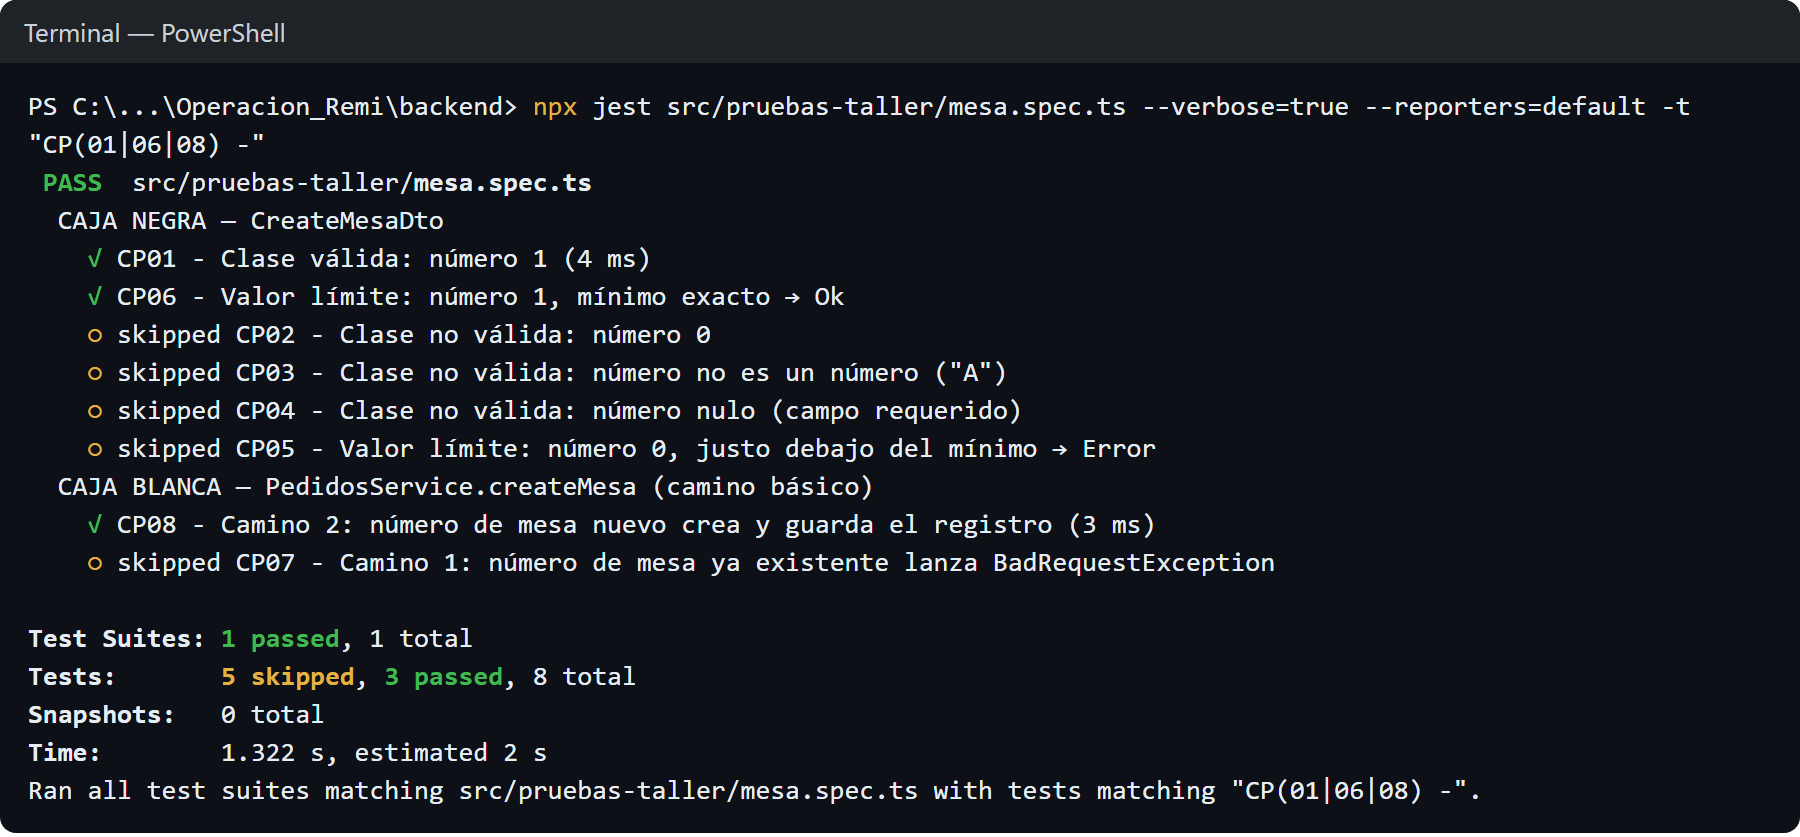 Terminal — PowerShell
PS C:\...\Operacion_Remi\backend> npx jest src/pruebas-taller/mesa.spec.ts --verbose=true --reporters=default -t
"CP(01|06|08) -"
PASS src/pruebas-taller/mesa.spec.ts
CAJA NEGRA — CreateMesaDto
√ CP01 - Clase válida: número 1 (4 ms)
√ CP06 - Valor límite: número 1, mínimo exacto → Ok
○ skipped CP02 - Clase no válida: número 0
○ skipped CP03 - Clase no válida: número no es un número ("A")
○ skipped CP04 - Clase no válida: número nulo (campo requerido)
○ skipped CP05 - Valor límite: número 0, justo debajo del mínimo → Error
CAJA BLANCA — PedidosService.createMesa (camino básico)
√ CP08 - Camino 2: número de mesa nuevo crea y guarda el registro (3 ms)
○ skipped CP07 - Camino 1: número de mesa ya existente lanza BadRequestException
Test Suites: 1 passed, 1 total
Tests: 5 skipped, 3 passed, 8 total
Snapshots: 0 total
Time: 1.322 s, estimated 2 s
Ran all test suites matching src/pruebas-taller/mesa.spec.ts with tests matching "CP(01|06|08) -".